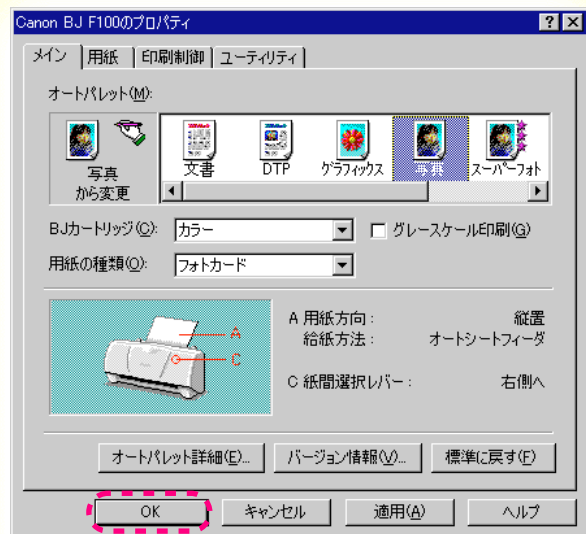 Canon BJ F100のプロパティ
メイン 用紙 印刷制御 ユーティリティ
オートパレット(M):
写真
から変更
文書 DTP グラフィックス 写真 スーパーフォト
BJカートリッジ(C): カラー グレースケール印刷(G)
用紙の種類(O): フォトカード
A
C
A 用紙方向: 縦置
給紙方法: オートシートフィーダ
C 紙間選択レバー: 右側へ
オートパレット詳細(E)... バージョン情報(V)... 標準に戻す(F)
OK キャンセル 適用(A) ヘルプ